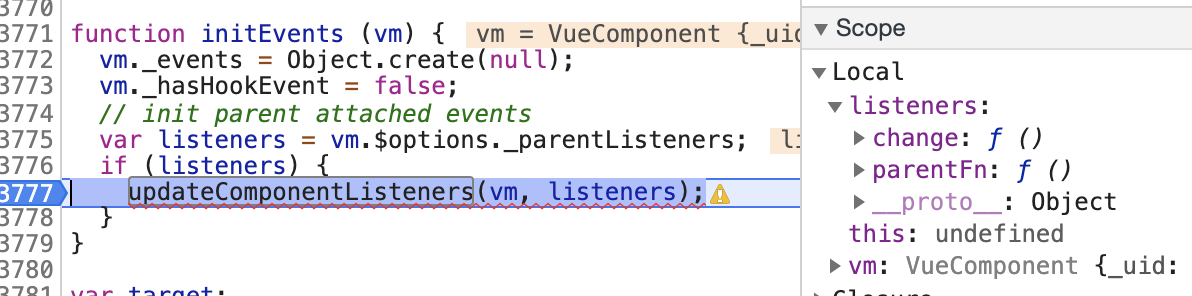 3770
3771 function initEvents (vm) { vm = VueComponent {_uid
3772 vm._events = Object.create(null);
3773 vm._hasHookEvent = false;
3774 // init parent attached events
3775 var listeners = vm.$options._parentListeners; li
3776 if (listeners) {
3777 updateComponentListeners(vm, listeners);
3778 }
3779 }
3780
3781 var target;
Scope
Local
listeners:
change: ƒ ()
parentFn: ƒ ()
__proto__: Object
this: undefined
vm: VueComponent {_uid:
Closure